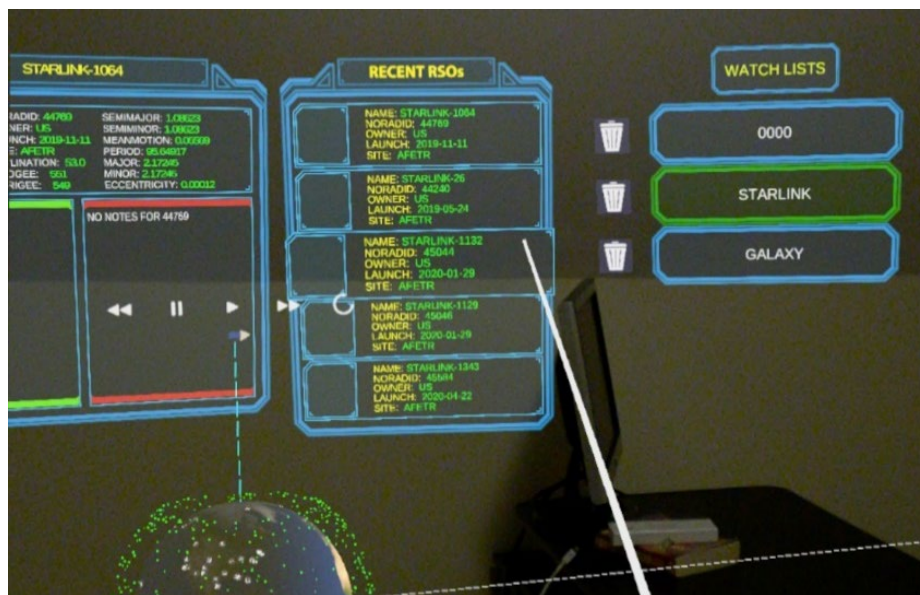 STARLINK-1064
RADID: 44769
NER: US
NCH: 2019-11-11
E: AFETR
LINATION: 53.0
OGEE: 551
RIGEE: 549
SEMIMAJOR: 1.08623
SEMIMINOR: 1.08623
MEANMOTION: 0.06569
PERIOD: 95.64917
MAJOR: 2.17245
MINOR: 2.17245
ECCENTRICITY: 0.00012
NO NOTES FOR 44769
RECENT RSOs
NAME: STARLINK-1064
NORADID: 44769
OWNER: US
LAUNCH: 2019-11-11
SITE: AFETR
NAME: STARLINK-26
NORADID: 44240
OWNER: US
LAUNCH: 2019-05-24
SITE: AFETR
NAME: STARLINK-1132
NORADID: 45044
OWNER: US
LAUNCH: 2020-01-29
SITE: AFETR
NAME: STARLINK-1129
NORADID: 45046
OWNER: US
LAUNCH: 2020-01-29
SITE: AFETR
NAME: STARLINK-1343
NORADID:
OWNER: US
LAUNCH: 2020-04-22
SITE: AFETR
WATCH LISTS
0000
STARLINK
GALAXY